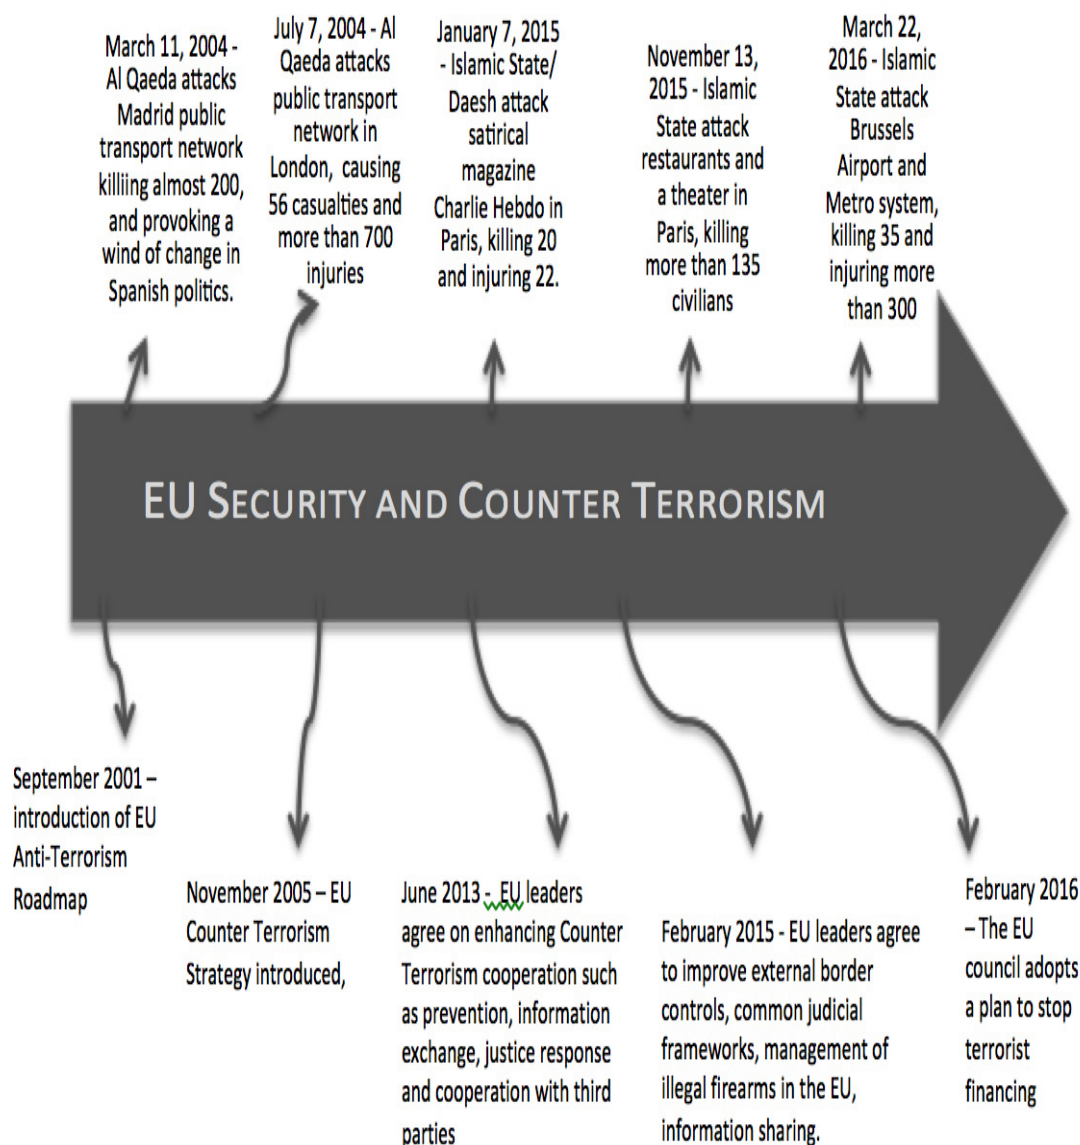 March 11, 2004 -
Al Qaeda attacks
Madrid public
transport network
killiing almost 200,
and provoking a
wind of change in
Spanish politics.
July 7, 2004 - Al
Qaeda attacks
public transport
network in
London, causing
56 casualties and
more than 700
injuries
January 7, 2015
- Islamic State/
Daesh attack
satirical
magazine
Charlie Hebdo in
Paris, killing 20
and injuring 22.
November 13,
2015 - Islamic
State attack
restaurants and
a theater in
Paris, killing
more than 135
civilians
March 22,
2016 - Islamic
State attack
Brussels
Airport and
Metro system,
killing 35 and
injuring more
than 300
EU SECURITY AND COUNTER TERRORISM
September 2001 –
introduction of EU
Anti-Terrorism
Roadmap
November 2005 – EU
Counter Terrorism
Strategy introduced,
June 2013 - EU leaders
agree on enhancing Counter
Terrorism cooperation such
as prevention, information
exchange, justice response
and cooperation with third
parties
February 2015 - EU leaders agree
to improve external border
controls, common judicial
frameworks, management of
illegal firearms in the EU,
information sharing.
February 2016
– The EU
council adopts
a plan to stop
terrorist
financing